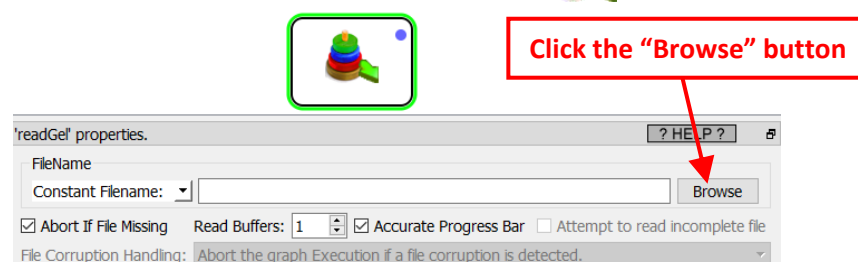 Click the “Browse” button
'readGel' properties.
? HELP ?
FileName
Constant Filename:
Browse
Abort If File Missing Read Buffers: 1 Accurate Progress Bar Attempt to read incomplete file
File Corruption Handling: Abort the graph Execution if a file corruption is detected.